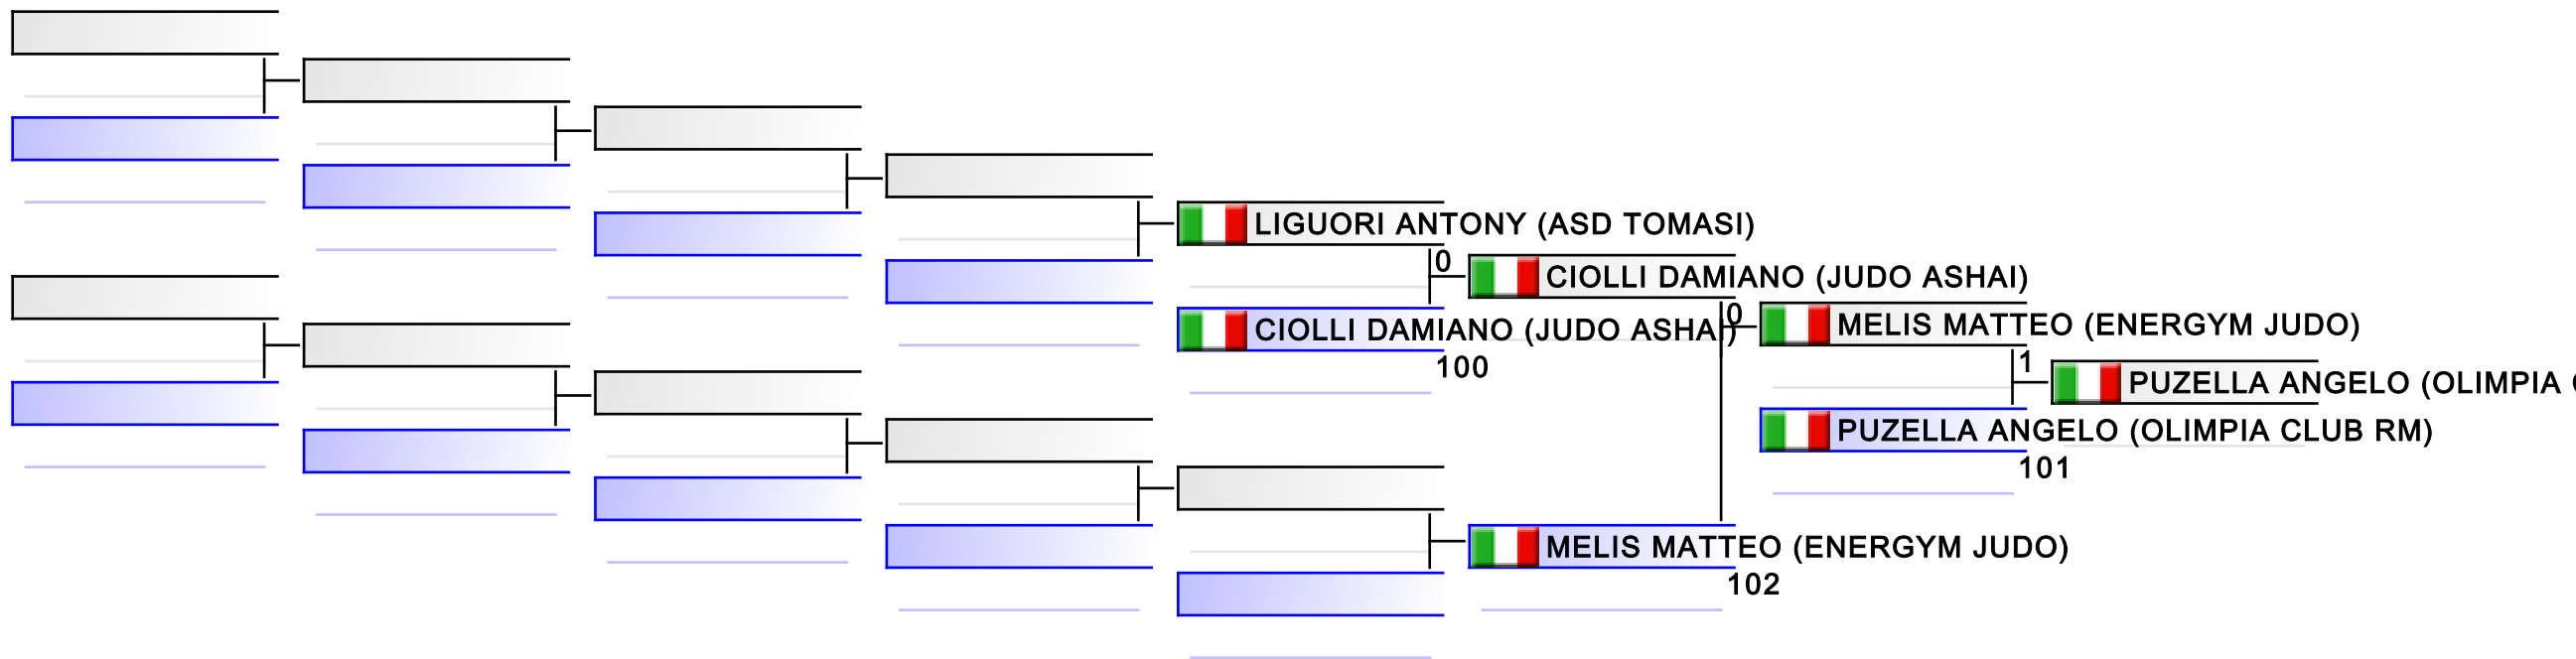 LIGUORI ANTONY (ASD TOMASI)
0
CIOLLI DAMIANO (JUDO ASHAI)
CIOLLI DAMIANO (JUDO ASHAI)
100
0
MELIS MATTEO (ENERGYM JUDO)
1
PUZELLA ANGELO (OLIMPIA
PUZELLA ANGELO (OLIMPIA CLUB RM)
101
MELIS MATTEO (ENERGYM JUDO)
102